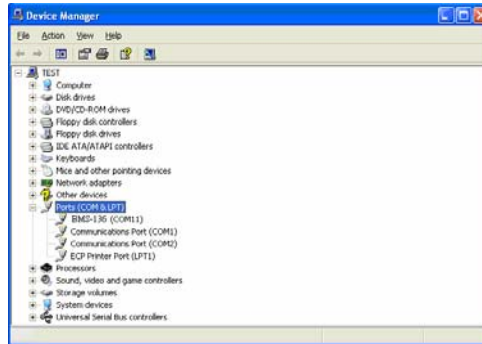 Device Manager
File Action View Help
TEST
Computer
Disk drives
DVD/CD-ROM drives
Floppy disk controllers
Floppy disk drives
IDE ATA/ATAPI controllers
Keyboards
Mice and other pointing devices
Network adapters
Other devices
Ports (COM & LPT)
BMS-136 (COM11)
Communications Port (COM1)
Communications Port (COM2)
ECP Printer Port (LPT1)
Processors
Sound, video and game controllers
Storage volumes
System devices
Universal Serial Bus controllers